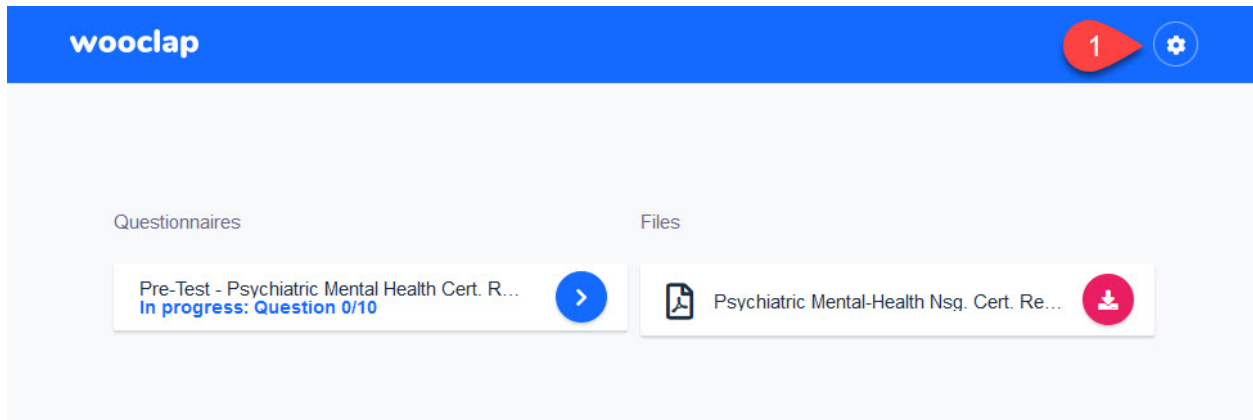 wooclap
1
Questionnaires
Files
Pre-Test - Psychiatric Mental Health Cert. R...
In progress: Question 0/10
Psychiatric Mental-Health Nsg. Cert. Re...